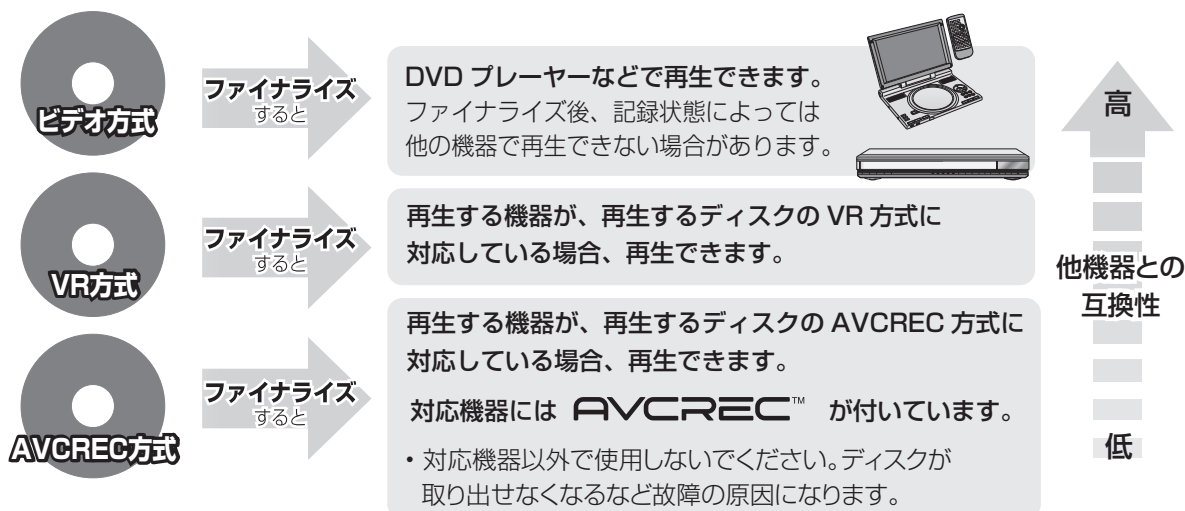 ビデオ方式
ファイナライズ
すると
DVD プレーヤーなどで再生できます。
ファイナライズ後、記録状態によっては
他の機器で再生できない場合があります。
VR方式
ファイナライズ
すると
再生する機器が、再生するディスクの VR 方式に
対応している場合、再生できます。
AVCREC方式
ファイナライズ
すると
再生する機器が、再生するディスクの AVCREC 方式に
対応している場合、再生できます。
対応機器には AVCREC™ が付いています。
・対応機器以外で使用しないでください。ディスクが
取り出せなくなるなど故障の原因になります。
高
他機器との
互換性
低